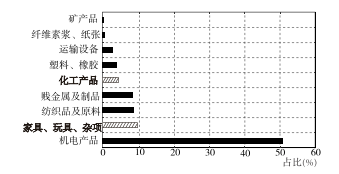 矿产品
纤维素浆、纸张
运输设备
塑料、橡胶
化工产品
贱金属及制品
纺织品及原料
家具、玩具、杂项
机电产品
0 10 20 30 40 50 60
占比(%)